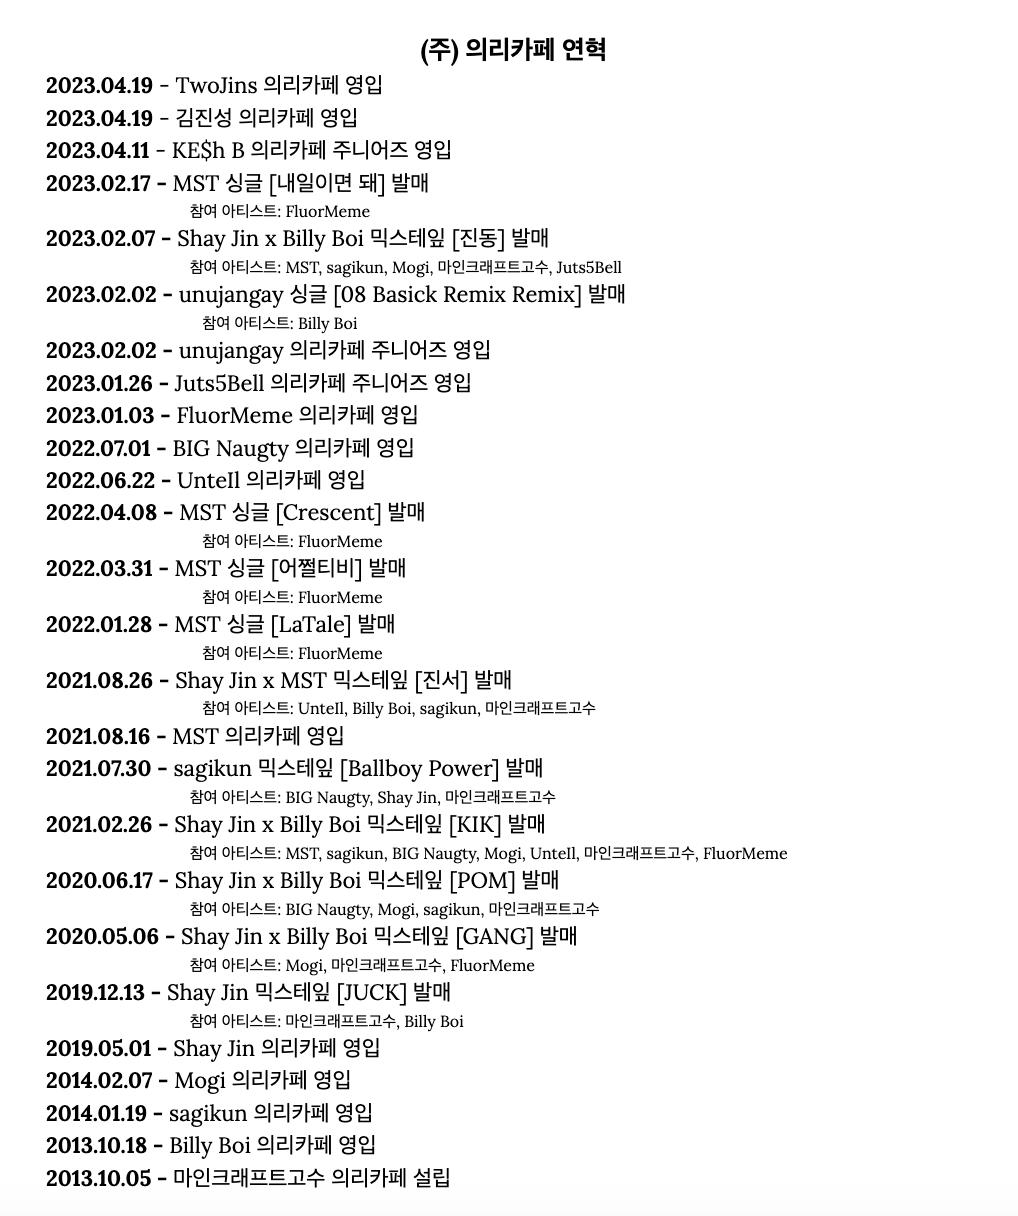 (주) 의리카페 연혁
2023.04.19 - TwoJins 의리카페 영입
2023.04.19 - 김진성 의리카페 영입
2023.04.11 - KE$h B 의리카페 주니어즈 영입
2023.02.17 - MST 싱글 [내일이면 돼] 발매
참여 아티스트: FluorMeme
2023.02.07 - Shay Jin x Billy Boi 믹스테잎 [진동] 발매
참여 아티스트: MST, sagikun, Mogi, 마인크래프트고수, Juts5Bell
2023.02.02 - unujangay 싱글 [08 Basick Remix Remix] 발매
참여 아티스트: Billy Boi
2023.02.02 - unujangay 의리카페 주니어즈 영입
2023.01.26 - Juts5Bell 의리카페 주니어즈 영입
2023.01.03 - FluorMeme 의리카페 영입
2022.07.01 - BIG Naugty 의리카페 영입
2022.06.22 - UnteIl 의리카페 영입
2022.04.08 - MST 싱글 [Crescent] 발매
참여 아티스트: FluorMeme
2022.03.31 - MST 싱글 [어쩔티비] 발매
참여 아티스트: FluorMeme
2022.01.28 - MST 싱글 [LaTale] 발매
참여 아티스트: FluorMeme
2021.08.26 - Shay Jin x MST 믹스테잎 [진서] 발매
참여 아티스트: UnteIl, Billy Boi, sagikun, 마인크래프트고수
2021.08.16 - MST 의리카페 영입
2021.07.30 - sagikun 믹스테잎 [Ballboy Power] 발매
참여 아티스트: BIG Naugty, Shay Jin, 마인크래프트고수
2021.02.26 - Shay Jin x Billy Boi 믹스테잎 [KIK] 발매
참여 아티스트: MST, sagikun, BIG Naugty, Mogi, UnteIl, 마인크래프트고수, FluorMeme
2020.06.17 - Shay Jin x Billy Boi 믹스테잎 [POM] 발매
참여 아티스트: BIG Naugty, Mogi, sagikun, 마인크래프트고수
2020.05.06 - Shay Jin x Billy Boi 믹스테잎 [GANG] 발매
참여 아티스트: Mogi, 마인크래프트고수, FluorMeme
2019.12.13 - Shay Jin 믹스테잎 [JUCK] 발매
참여 아티스트: 마인크래프트고수, Billy Boi
2019.05.01 - Shay Jin 의리카페 영입
2014.02.07 - Mogi 의리카페 영입
2014.01.19 - sagikun 의리카페 영입
2013.10.18 - Billy Boi 의리카페 영입
2013.10.05 - 마인크래프트고수 의리카페 설립